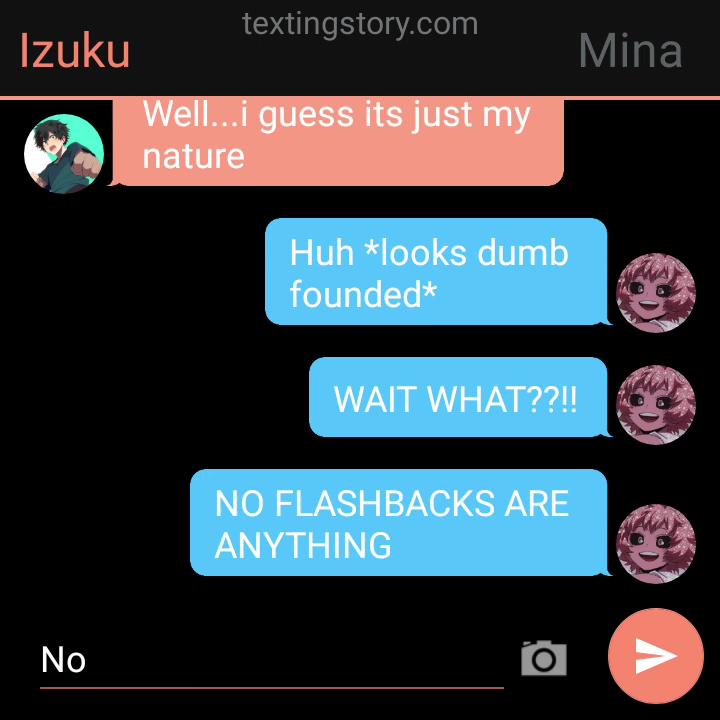 textingstory.com
Izuku
Mina
Well...i guess its just my
nature
Huh *looks dumb
founded*
WAIT WHAT??!!
NO FLASHBACKS ARE
ANYTHING
No